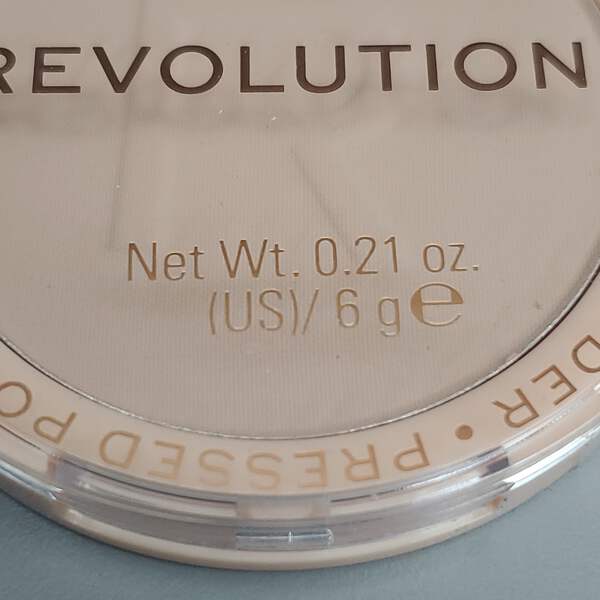 REVOLUTION
Net Wt. 0.21 oz.
(US)/ 6 g e
DER • PRESSED PO